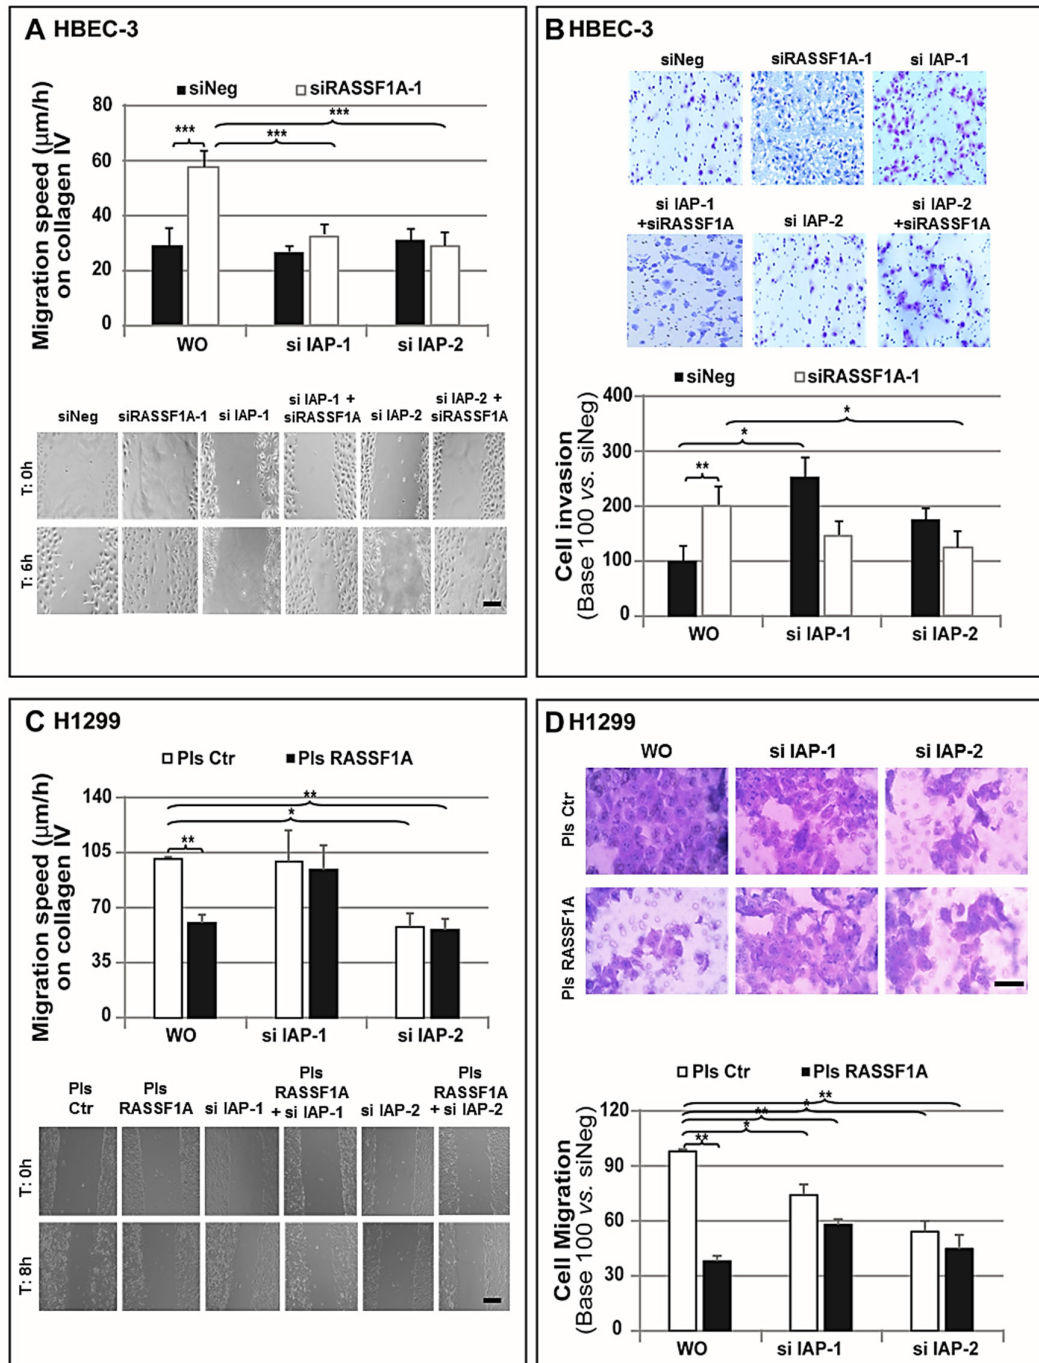 A HBEC-3
siNeg siRASSF1A-1
Migration speed (µm/h)
on collagen IV
80
60
40
20
0
***
***
***
WO si IAP-1 si IAP-2
siNeg siRASSF1A-1 si IAP-1 si IAP-1 +
siRASSF1A si IAP-2 si IAP-2 +
siRASSF1A
T: 0h
T: 6h
B HBEC-3
siNeg siRASSF1A-1 si IAP-1
si IAP-1
+siRASSF1A si IAP-2 si IAP-2
+siRASSF1A
siNeg siRASSF1A-1
Cell invasion
(Base 100 vs. siNeg)
400
300
200
100
0
*
*
**
WO si IAP-1 si IAP-2
C H1299
Pls Ctr Pls RASSF1A
Migration speed (µm/h)
on collagen IV
140
105
70
35
0
**
*
**
WO si IAP-1 si IAP-2
Pls
Ctr
Pls
RASSF1A
si IAP-1
Pls
RASSF1A
+ si IAP-1
si IAP-2
Pls
RASSF1A
+ si IAP-2
T: 0h
T: 8h
D H1299
WO si IAP-1 si IAP-2
Pls Ctr
Pls RASSF1A
Pls Ctr Pls RASSF1A
Cell Migration
(Base 100 vs. siNeg)
120
90
60
30
0
**
*
**
*
**
WO si IAP-1 si IAP-2